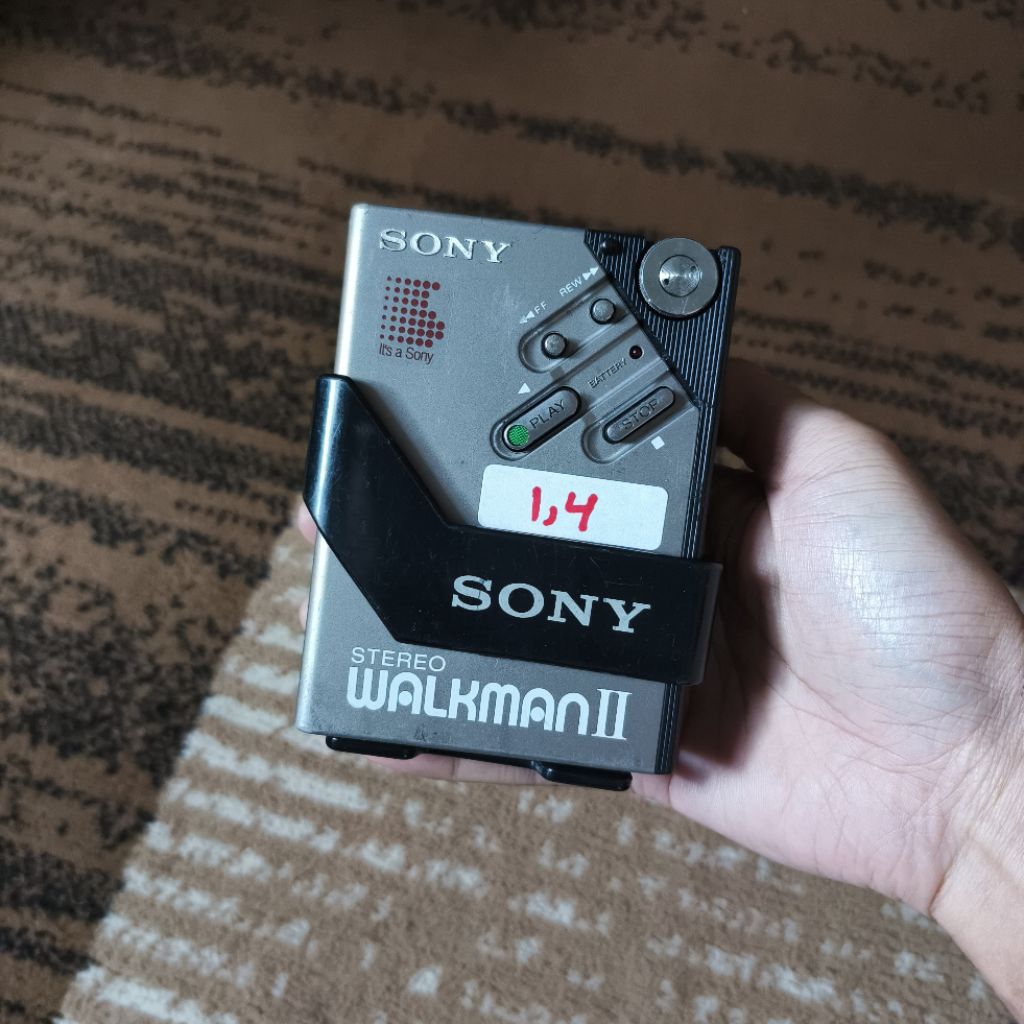 SONY
It's a Sony
◀◀ FF
REW ▶▶
BATTERY
PLAY
STOP
1,4
SONY
STEREO
WALKMAN II